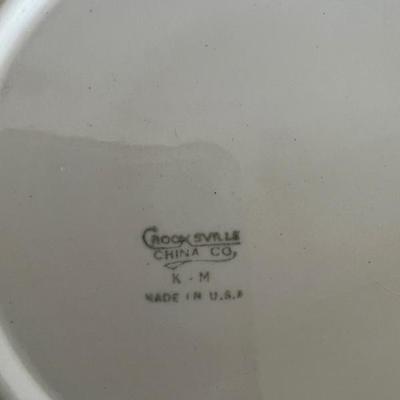 CROOKSVILLE
CHINA CO,
K - M
MADE IN U.S.A